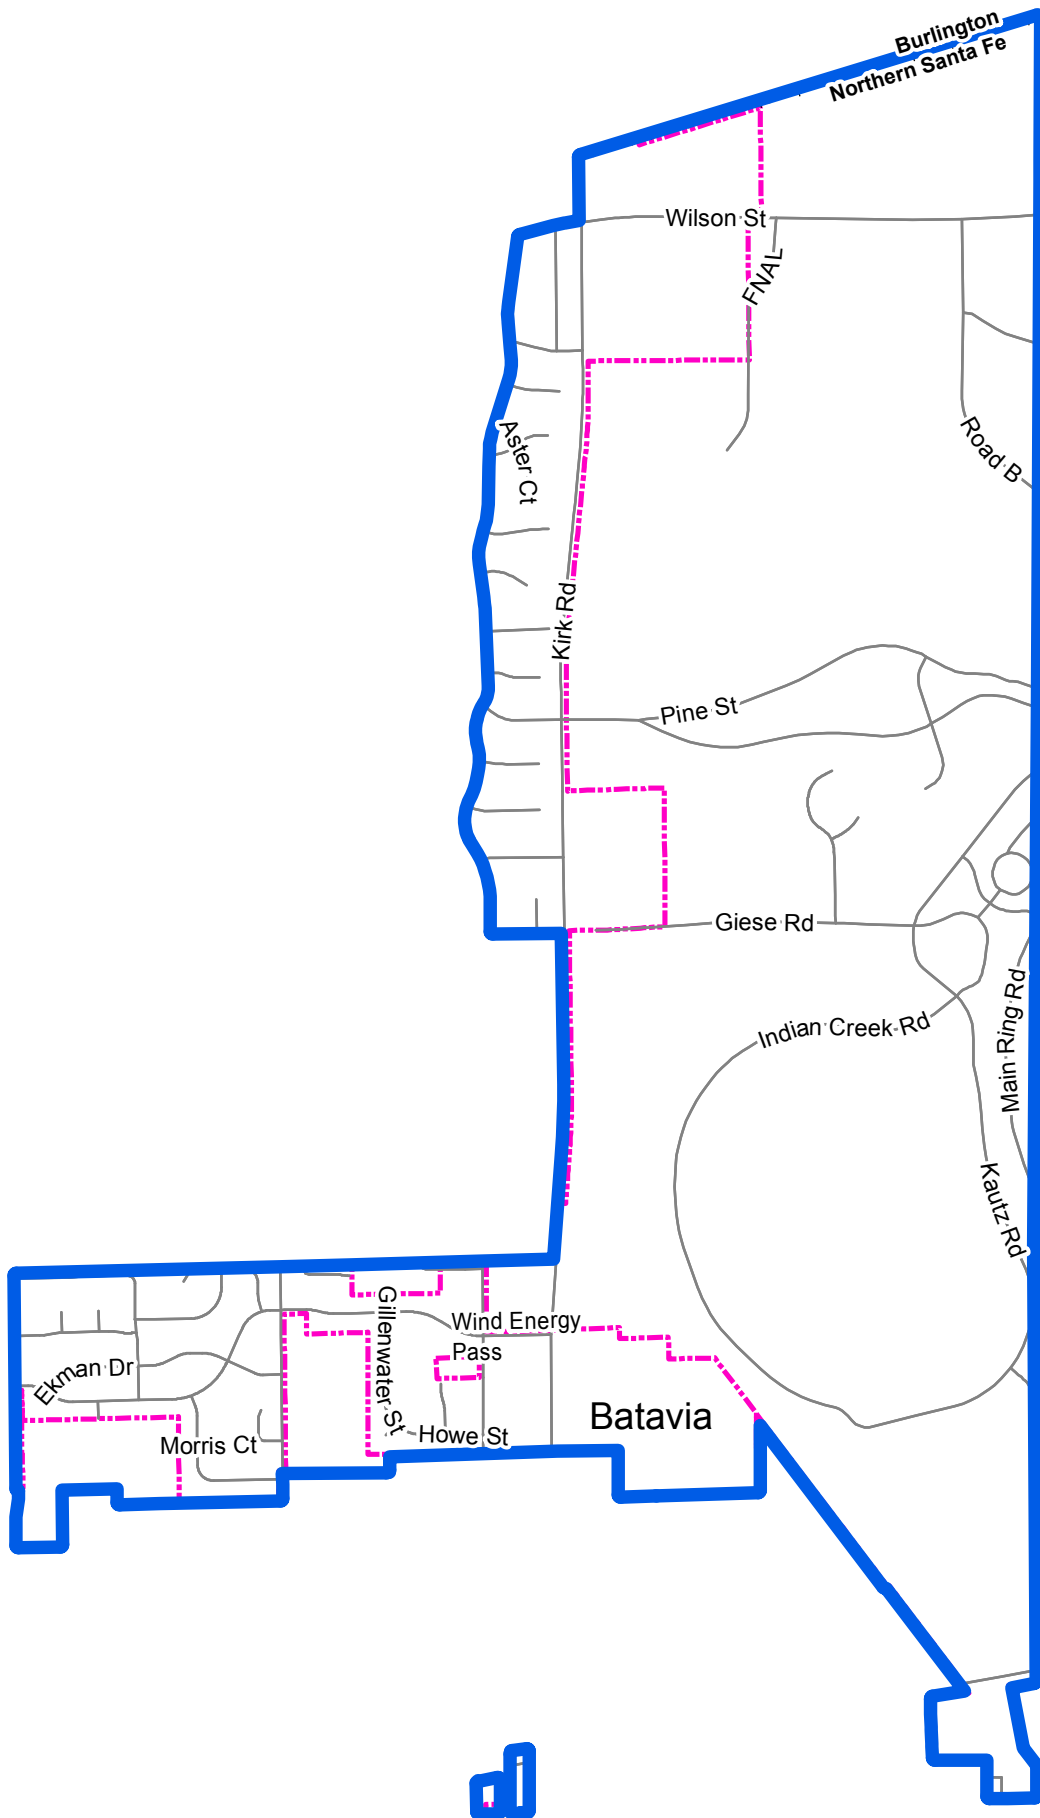 Burlington
Northern Santa Fe
Wilson St
FNAL
Road B
Aster Ct
Kirk Rd
Pine St
Giese Rd
Indian Creek Rd
Main Ring Rd
Kautz Rd
Gillenwater St
Wind Energy
Pass
Ekman Dr
Batavia
Howe St
Morris Ct